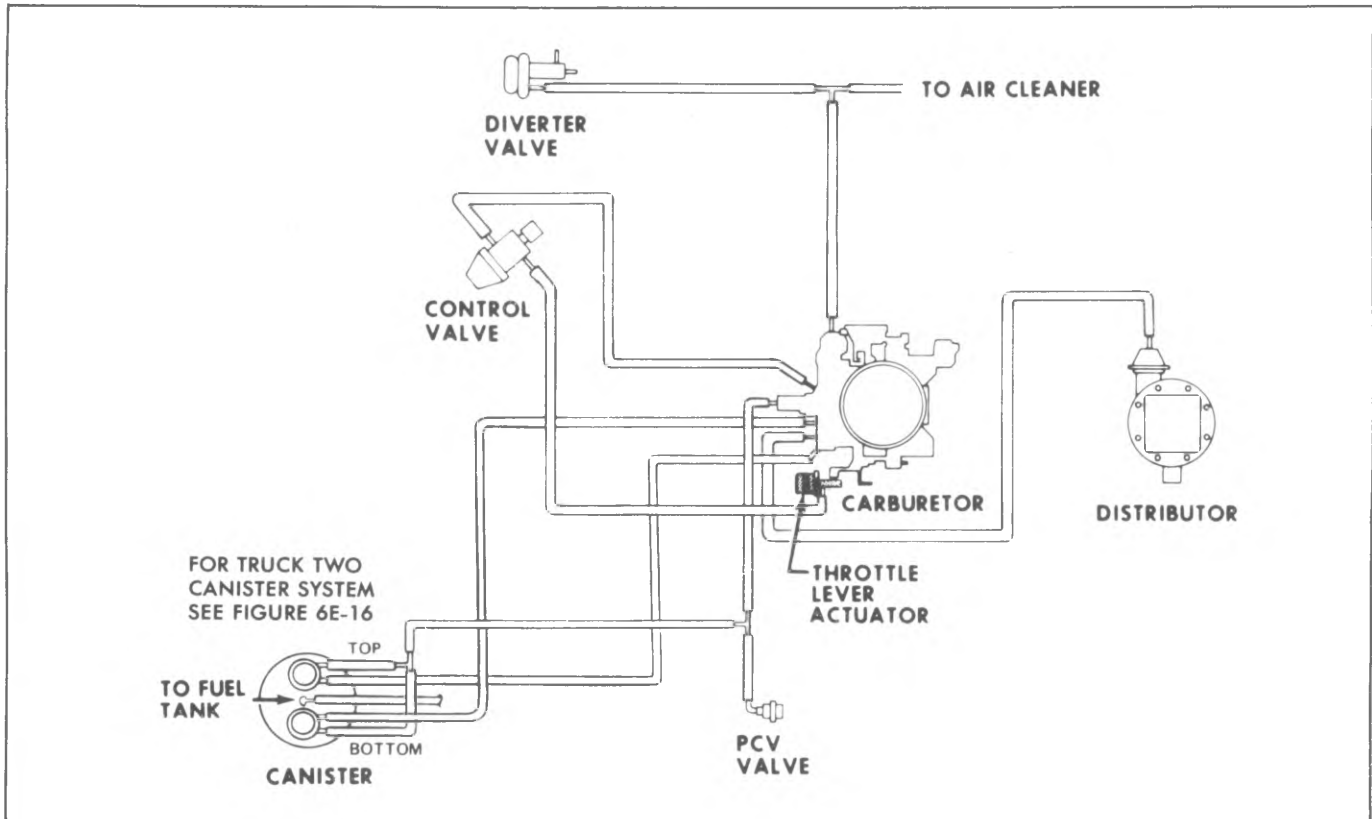 TO AIR CLEANER
DIVERTER
VALVE
CONTROL
VALVE
CARBURETOR
DISTRIBUTOR
THROTTLE
LEVER
ACTUATOR
FOR TRUCK TWO
CANISTER SYSTEM
SEE FIGURE 6E-16
TOP
TO FUEL
TANK
BOTTOM
CANISTER
PCV
VALVE